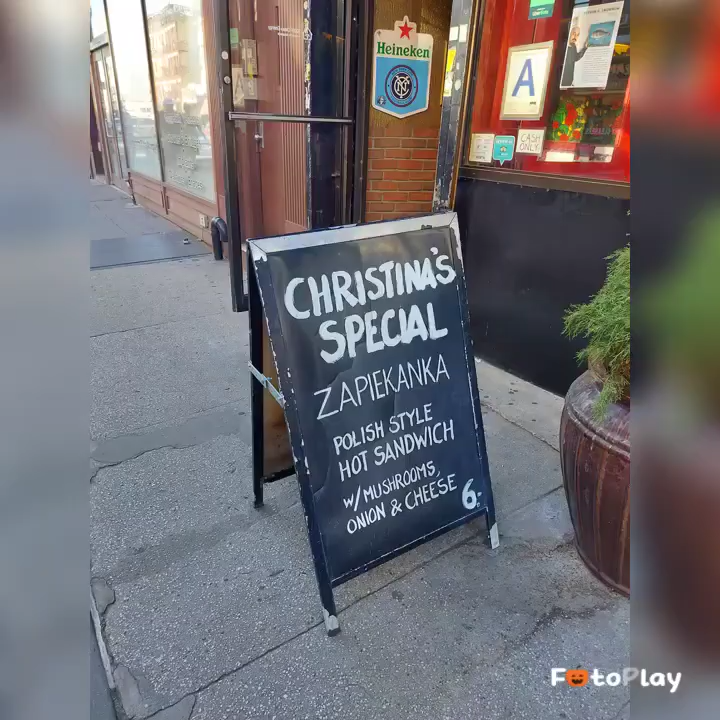 Heineken
A
CASH
ONLY
CHRISTINA'S
SPECIAL
ZAPIEKANKA
POLISH STYLE
HOT SANDWICH
W/ MUSHROOMS,
ONION & CHEESE 6.-
FOtoPlay